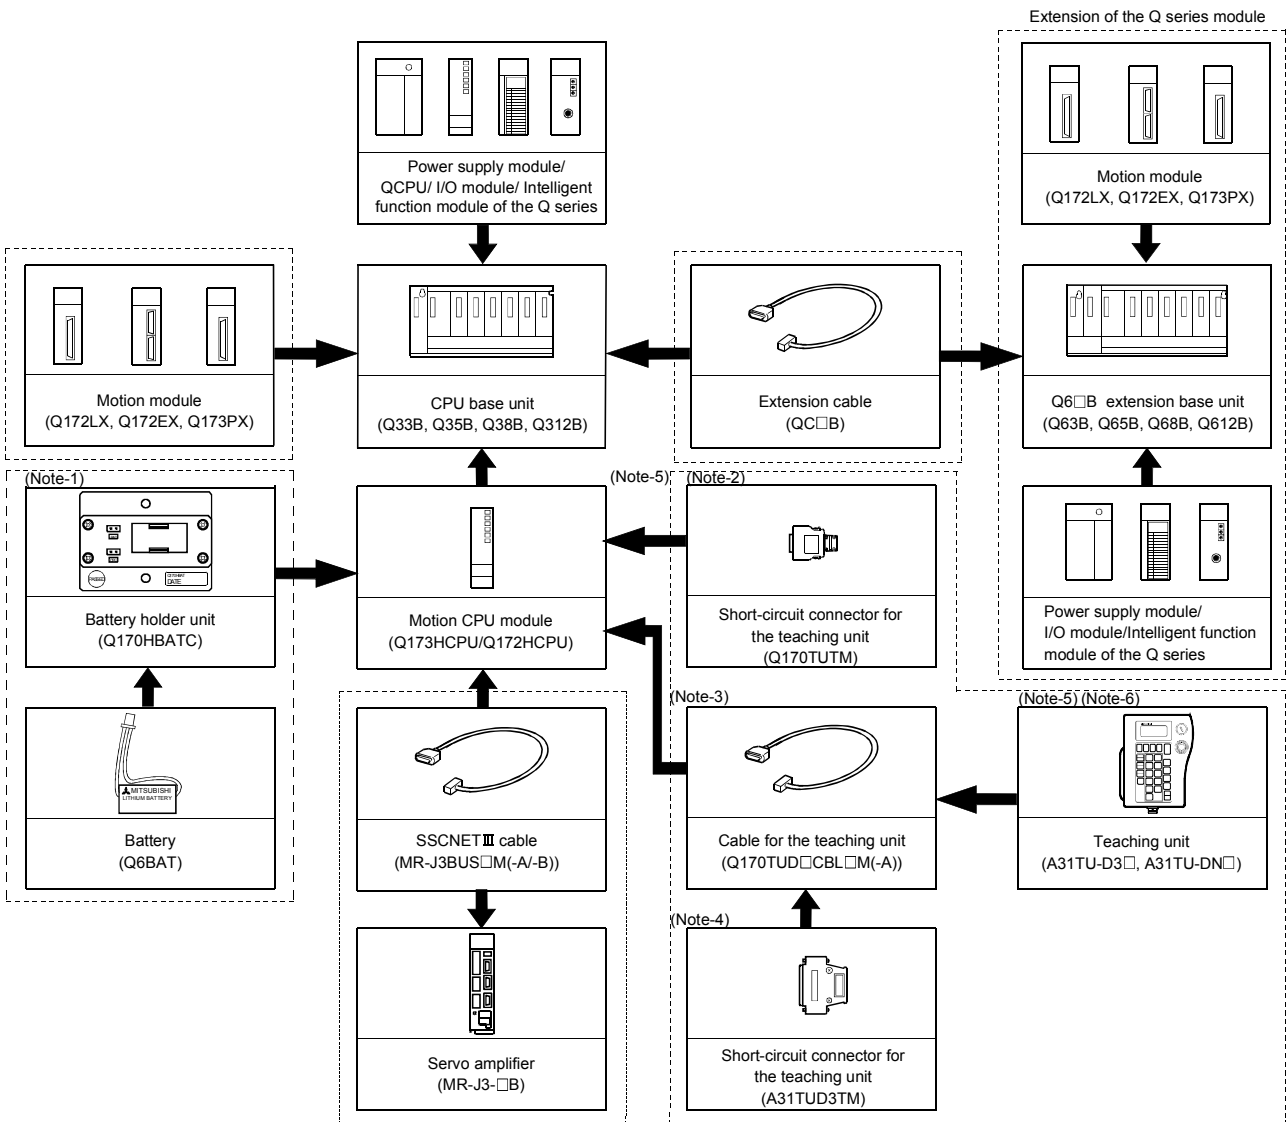 Extension of the Q series module
Power supply module/
QCPU/ I/O module/ Intelligent
function module of the Q series
Motion module
(Q172LX, Q172EX, Q173PX)
Motion module
(Q172LX, Q172EX, Q173PX)
CPU base unit
(Q33B, Q35B, Q38B, Q312B)
Extension cable
(QC□B)
Q6□B extension base unit
(Q63B, Q65B, Q68B, Q612B)
(Note-1)
Battery holder unit
(Q170HBATC)
DATE
Motion CPU module
(Q173HCPU/Q172HCPU)
(Note-5)
(Note-2)
Short-circuit connector for
the teaching unit
(Q170TUTM)
Power supply module/
I/O module/Intelligent function
module of the Q series
MITSUBISHI
LITHIUM BATTERY
Battery
(Q6BAT)
SSCNETⅢ cable
(MR-J3BUS□M(-A/-B))
(Note-3)
Cable for the teaching unit
(Q170TUD□CBL□M(-A))
(Note-5) (Note-6)
Teaching unit
(A31TU-D3□, A31TU-DN□)
Servo amplifier
(MR-J3-□B)
(Note-4)
Short-circuit connector for
the teaching unit
(A31TUD3TM)